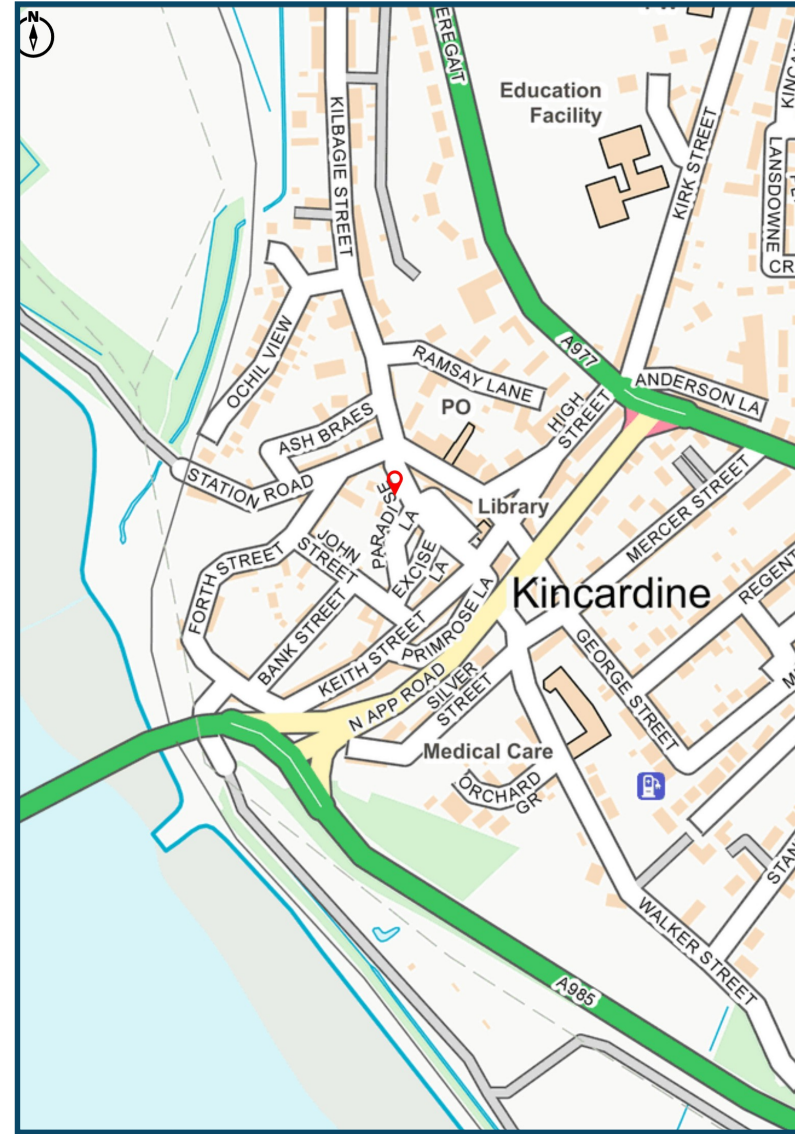 N
EREGAIT
Education
Facility
KILBAGIE STREET
KIRK STREET
LANSDOWNE
CR
A977
OCHIL VIEW
RAMSAY LANE
ANDERSON LA
HIGH
STREET
PO
ASH BRAES
STATION ROAD
PARADISE
LA
Library
MERCER STREET
JOHN
STREET
EXCISE
LA
FORTH STREET
Kincardine
REGENT
BANK STREET
KEITH STREET
PRIMROSE LA
GEORGE STREET
N APP ROAD
SILVER
STREET
Medical Care
ORCHARD
GR
STAN
WALKER STREET
A985